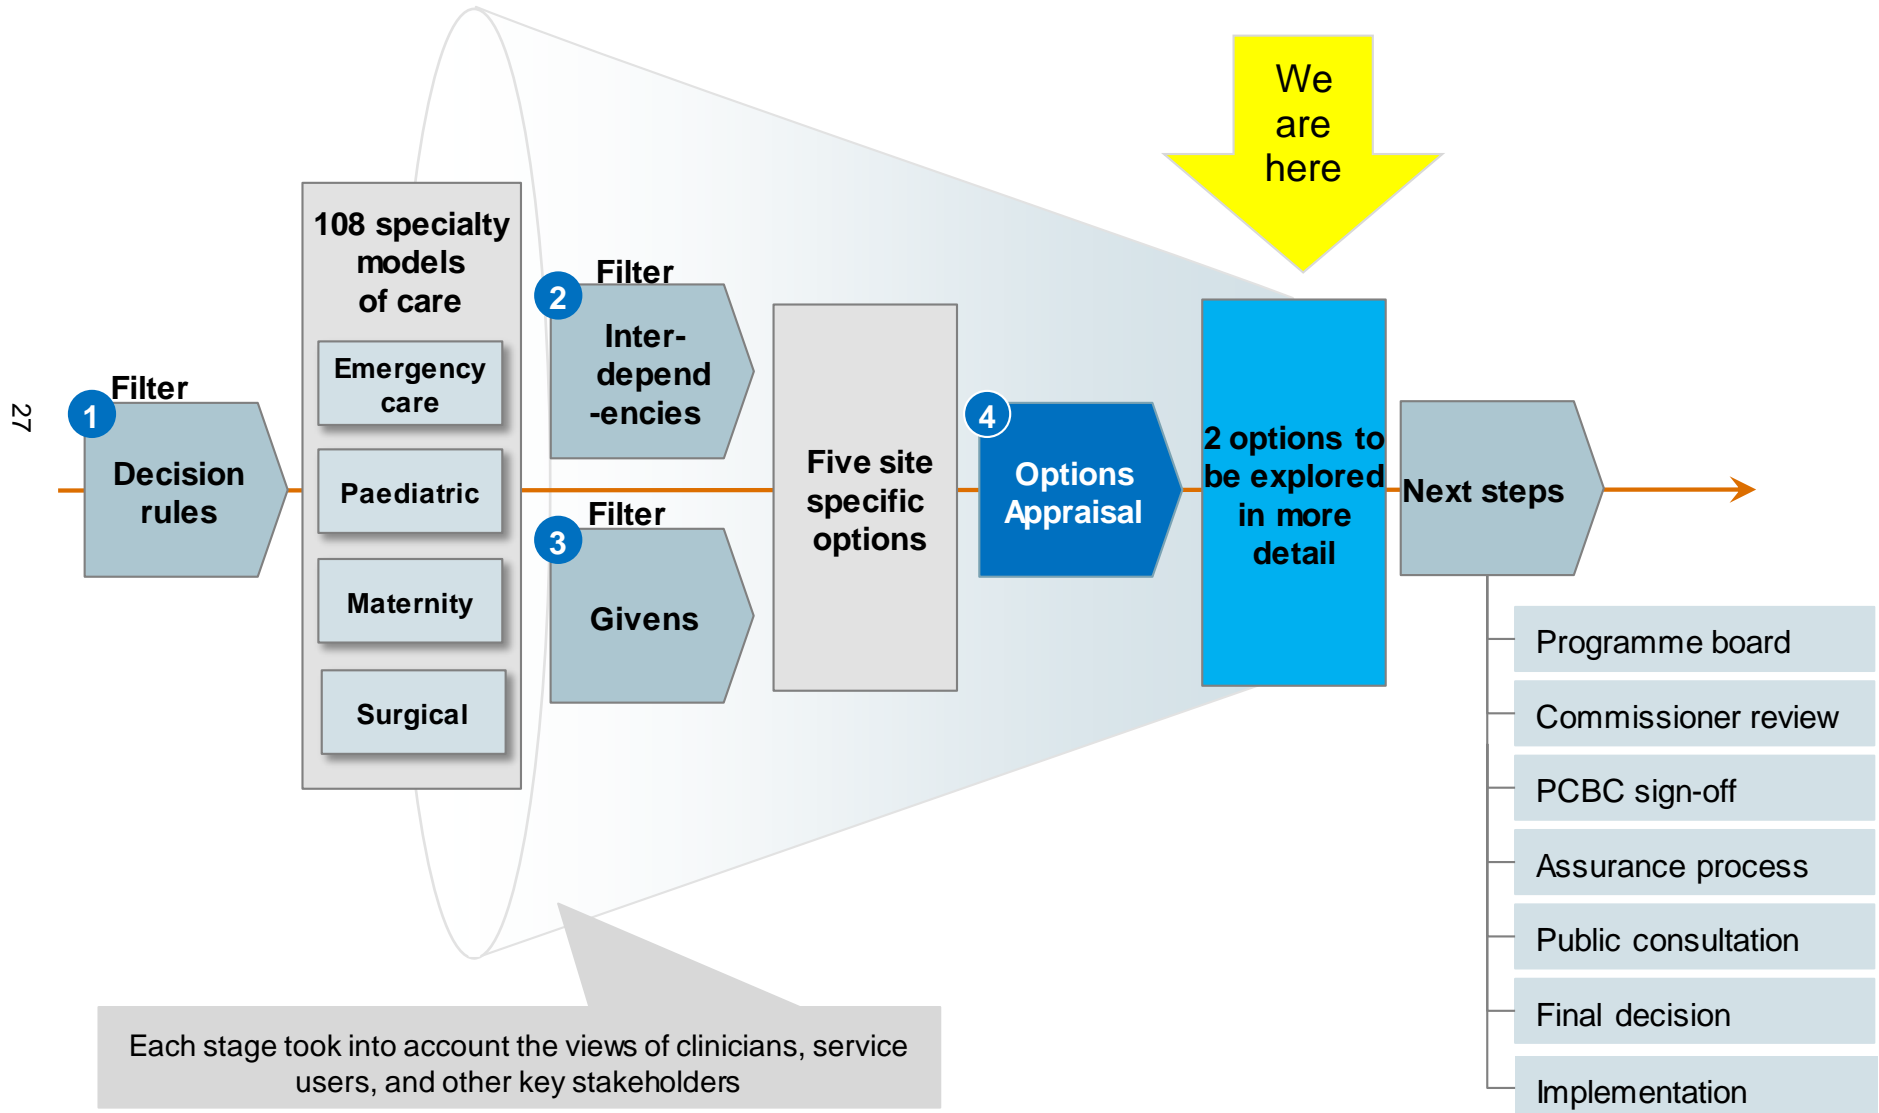 27
1
Filter
Decision
rules
108 specialty
models
of care
Emergency
care
Paediatric
Maternity
Surgical
2
Filter
Inter-
depend
-encies
3
Filter
Givens
Five site
specific
options
4
Options
Appraisal
We
are
here
2 options to
be explored
in more
detail
Next steps
Programme board
Commissioner review
PCBC sign-off
Assurance process
Public consultation
Final decision
Implementation
Each stage took into account the views of clinicians, service
users, and other key stakeholders